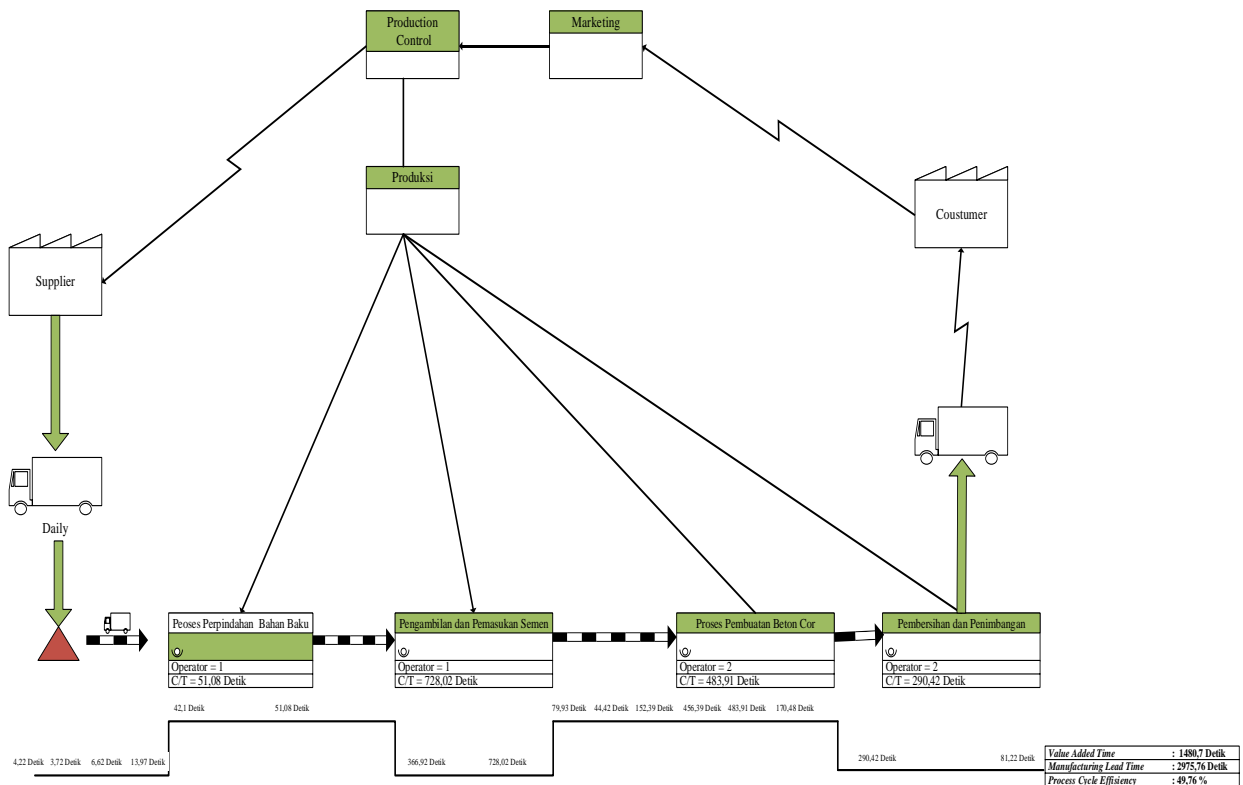 Production
Control
Marketing
Produksi
Coustumer
Supplier
Daily
Peoses Perpindahan Bahan Baku
Operator = 1
C/T = 51,08 Detik
Pengambilan dan Pemasukan Semen
Operator = 1
C/T = 728,02 Detik
Proses Pembuatan Beton Cor
Operator = 2
C/T = 483,91 Detik
Pembersihan dan Penimbangan
Operator = 2
C/T = 290,42 Detik
42,1 Detik 51,08 Detik
79,93 Detik 44,42 Detik 152,39 Detik 456,39 Detik 483,91 Detik 170,48 Detik
4,22 Detik 3,72 Detik 6,62 Detik 13,97 Detik
366,92 Detik 728,02 Detik
290,42 Detik 81,22 Detik
Value Added Time : 1480,7 Detik
Manufacturing Lead Time : 2975,76 Detik
Process Cycle Effisiency : 49,76 %